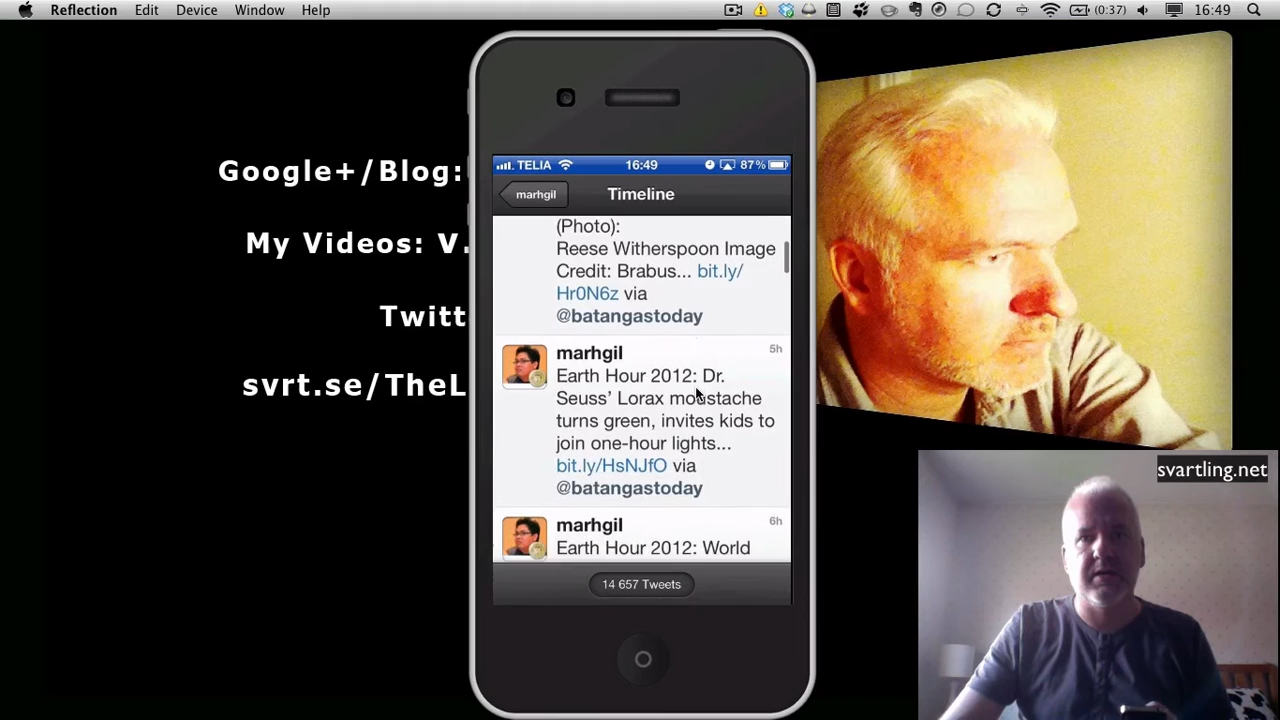 Reflection Edit Device Window Help (0:37) 16:49
Google+/Blog:
My Videos: v.
Twitt
svrt.se/TheL
TELIA 16:49 87%
marhgil Timeline
(Photo):
Reese Witherspoon Image
Credit: Brabus... bit.ly/
Hr0N6z via
@batangastoday
marhgil 5h
Earth Hour 2012: Dr.
Seuss’ Lorax moustache
turns green, invites kids to
join one-hour lights...
bit.ly/HsNJfO via
@batangastoday
marhgil 6h
Earth Hour 2012: World
14 657 Tweets
svartling.net